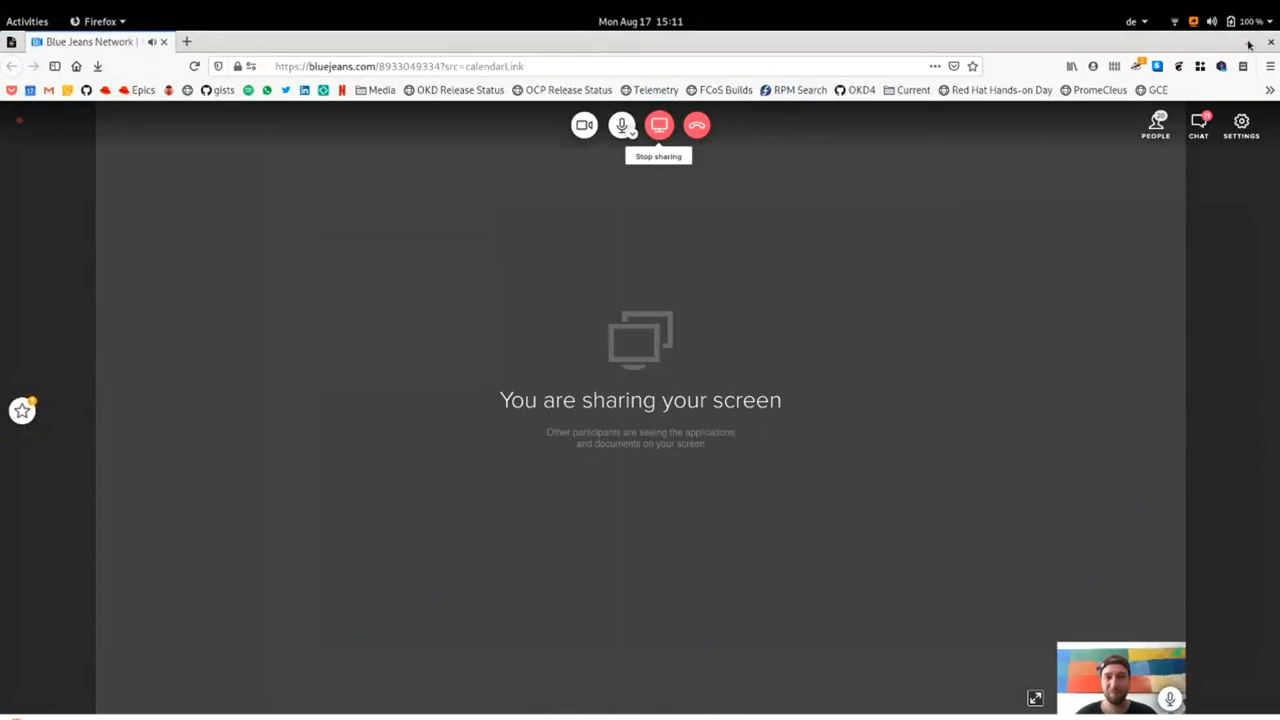 Activities Firefox Mon Aug 17 15:11 de 100 %
Blue Jeans Network |
https://bluejeans.com/8933049334?src=calendarLink
Epics gists Media OKD Release Status OCP Release Status Telemetry FCoS Builds RPM Search OKD4 Current Red Hat Hands-on Day PromeCleus GCE
20
PEOPLE CHAT SETTINGS
Stop sharing
You are sharing your screen
Other participants are seeing the applications
and documents on your screen